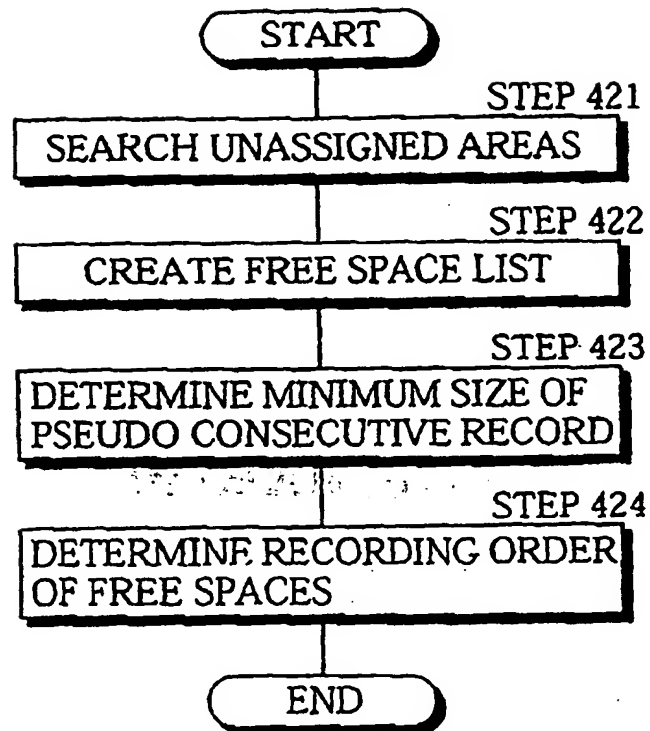 START
STEP 421
SEARCH UNASSIGNED AREAS
STEP 422
CREATE FREE SPACE LIST
STEP 423
DETERMINE MINIMUM SIZE OF
PSEUDO CONSECUTIVE RECORD
STEP 424
DETERMINE RECORDING ORDER
OF FREE SPACES
END